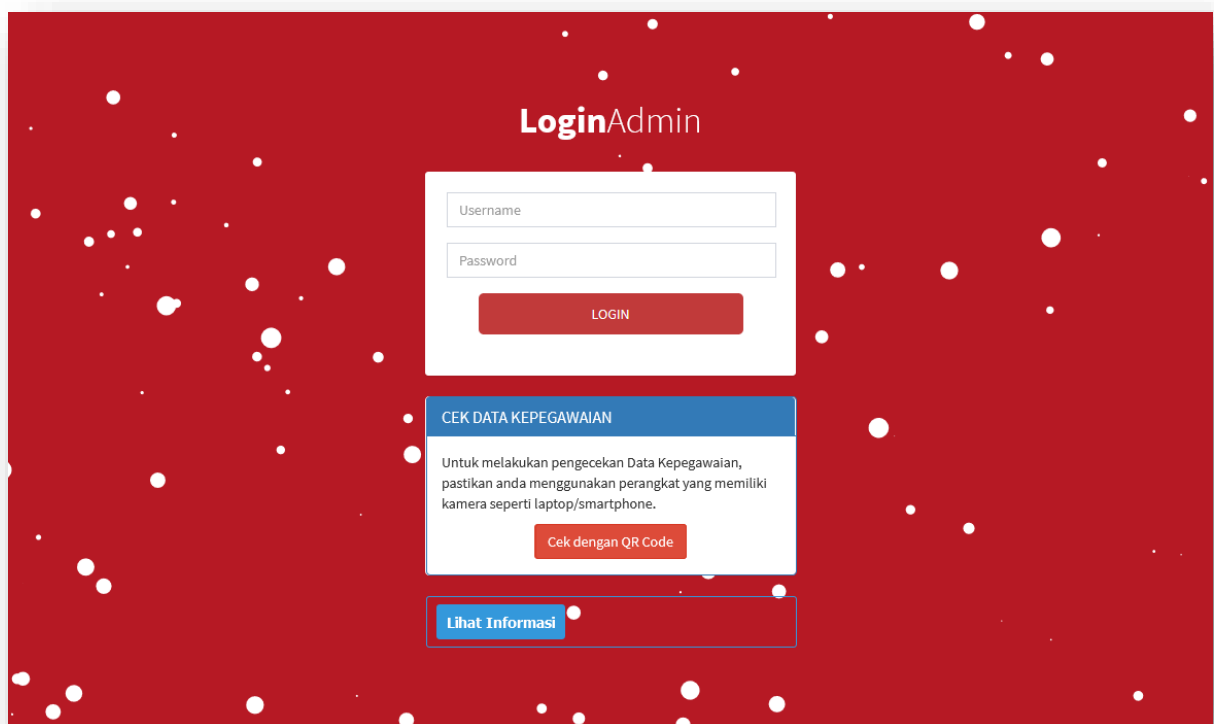 LoginAdmin
Username
Password
LOGIN
CEK DATA KEPEGAWAIAN
Untuk melakukan pengecekan Data Kepegawaian,
pastikan anda menggunakan perangkat yang memiliki
kamera seperti laptop/smartphone.
Cek dengan QR Code
Lihat Informasi